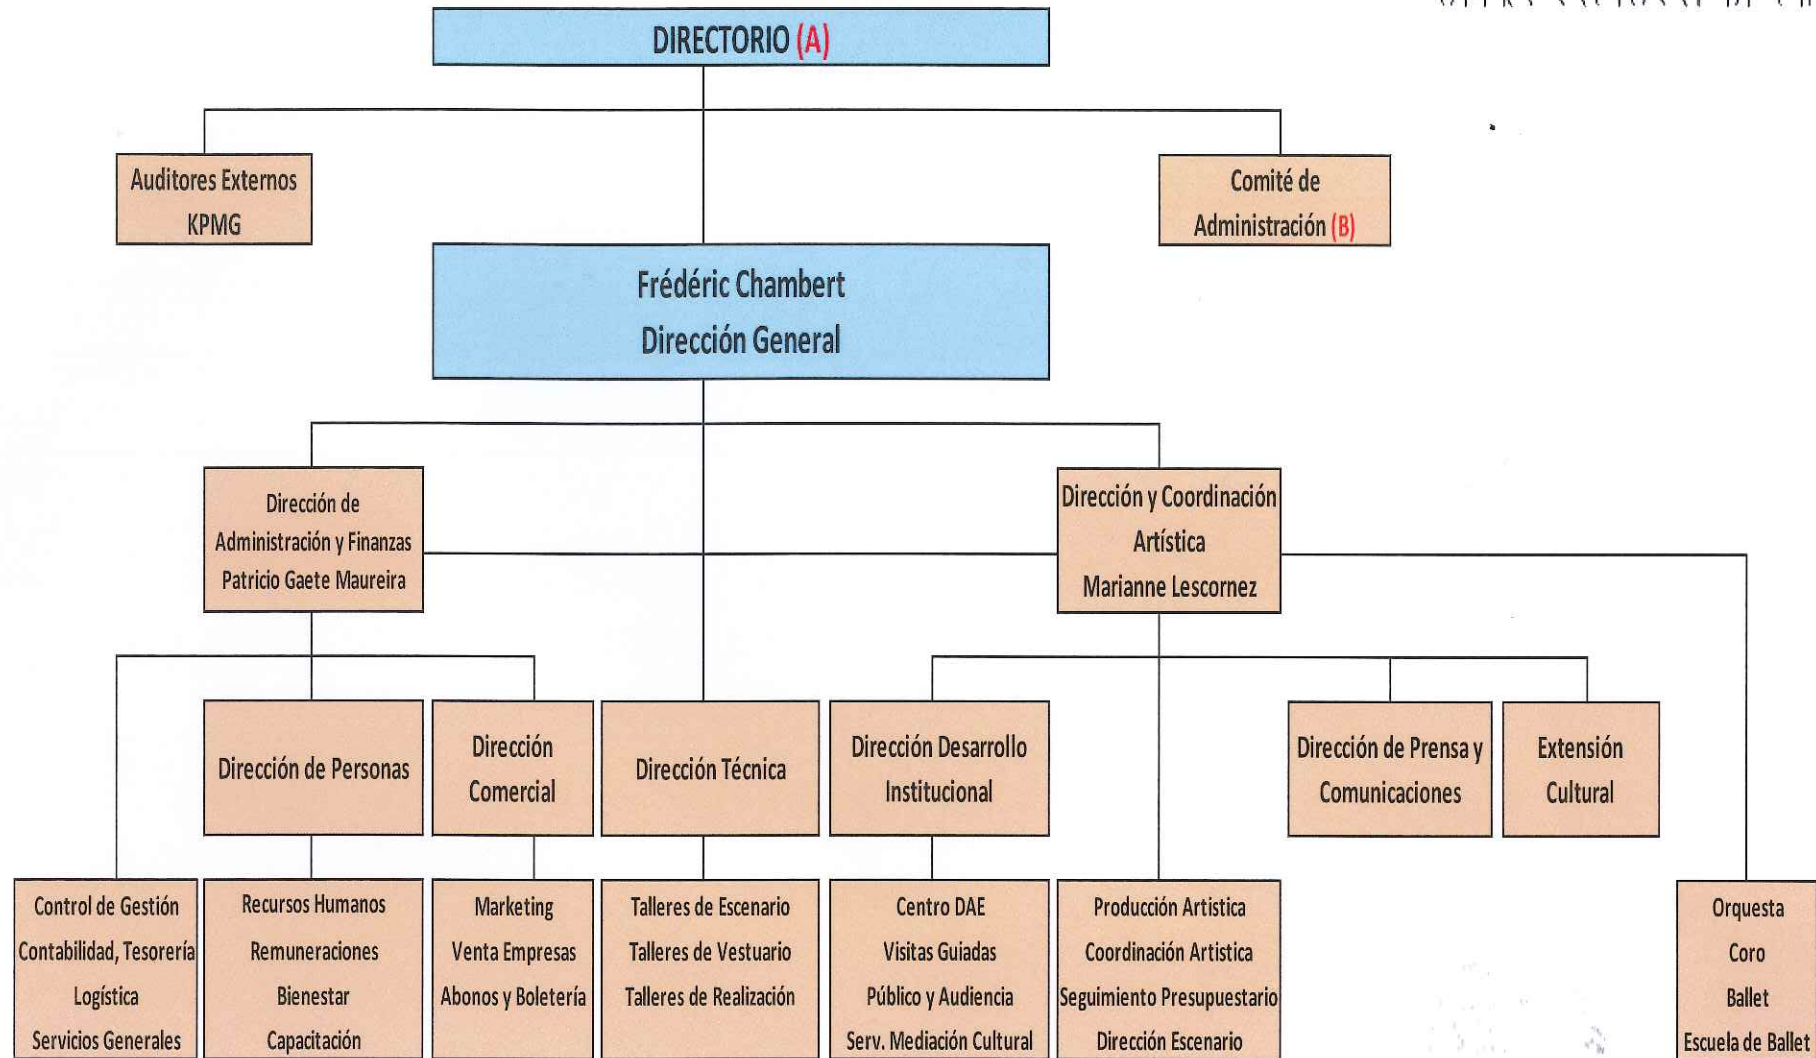 DIRECTORIO (A)
Auditores Externos
KPMG
Comité de
Administración (B)
Frédéric Chambert
Dirección General
Dirección de
Administración y Finanzas
Patricio Gaete Maureira
Dirección y Coordinación
Artística
Marianne Lescornez
Dirección de Personas
Dirección
Comercial
Dirección Técnica
Dirección Desarrollo
Institucional
Dirección de Prensa y
Comunicaciones
Extensión
Cultural
Control de Gestión
Contabilidad, Tesorería
Logística
Servicios Generales
Recursos Humanos
Remuneraciones
Bienestar
Capacitación
Marketing
Venta Empresas
Abonos y Boletería
Talleres de Escenario
Talleres de Vestuario
Talleres de Realización
Centro DAE
Visitas Guiadas
Público y Audiencia
Serv. Mediación Cultural
Producción Artistica
Coordinación Artistica
Seguimiento Presupuestario
Dirección Escenario
Orquesta
Coro
Ballet
Escuela de Ballet